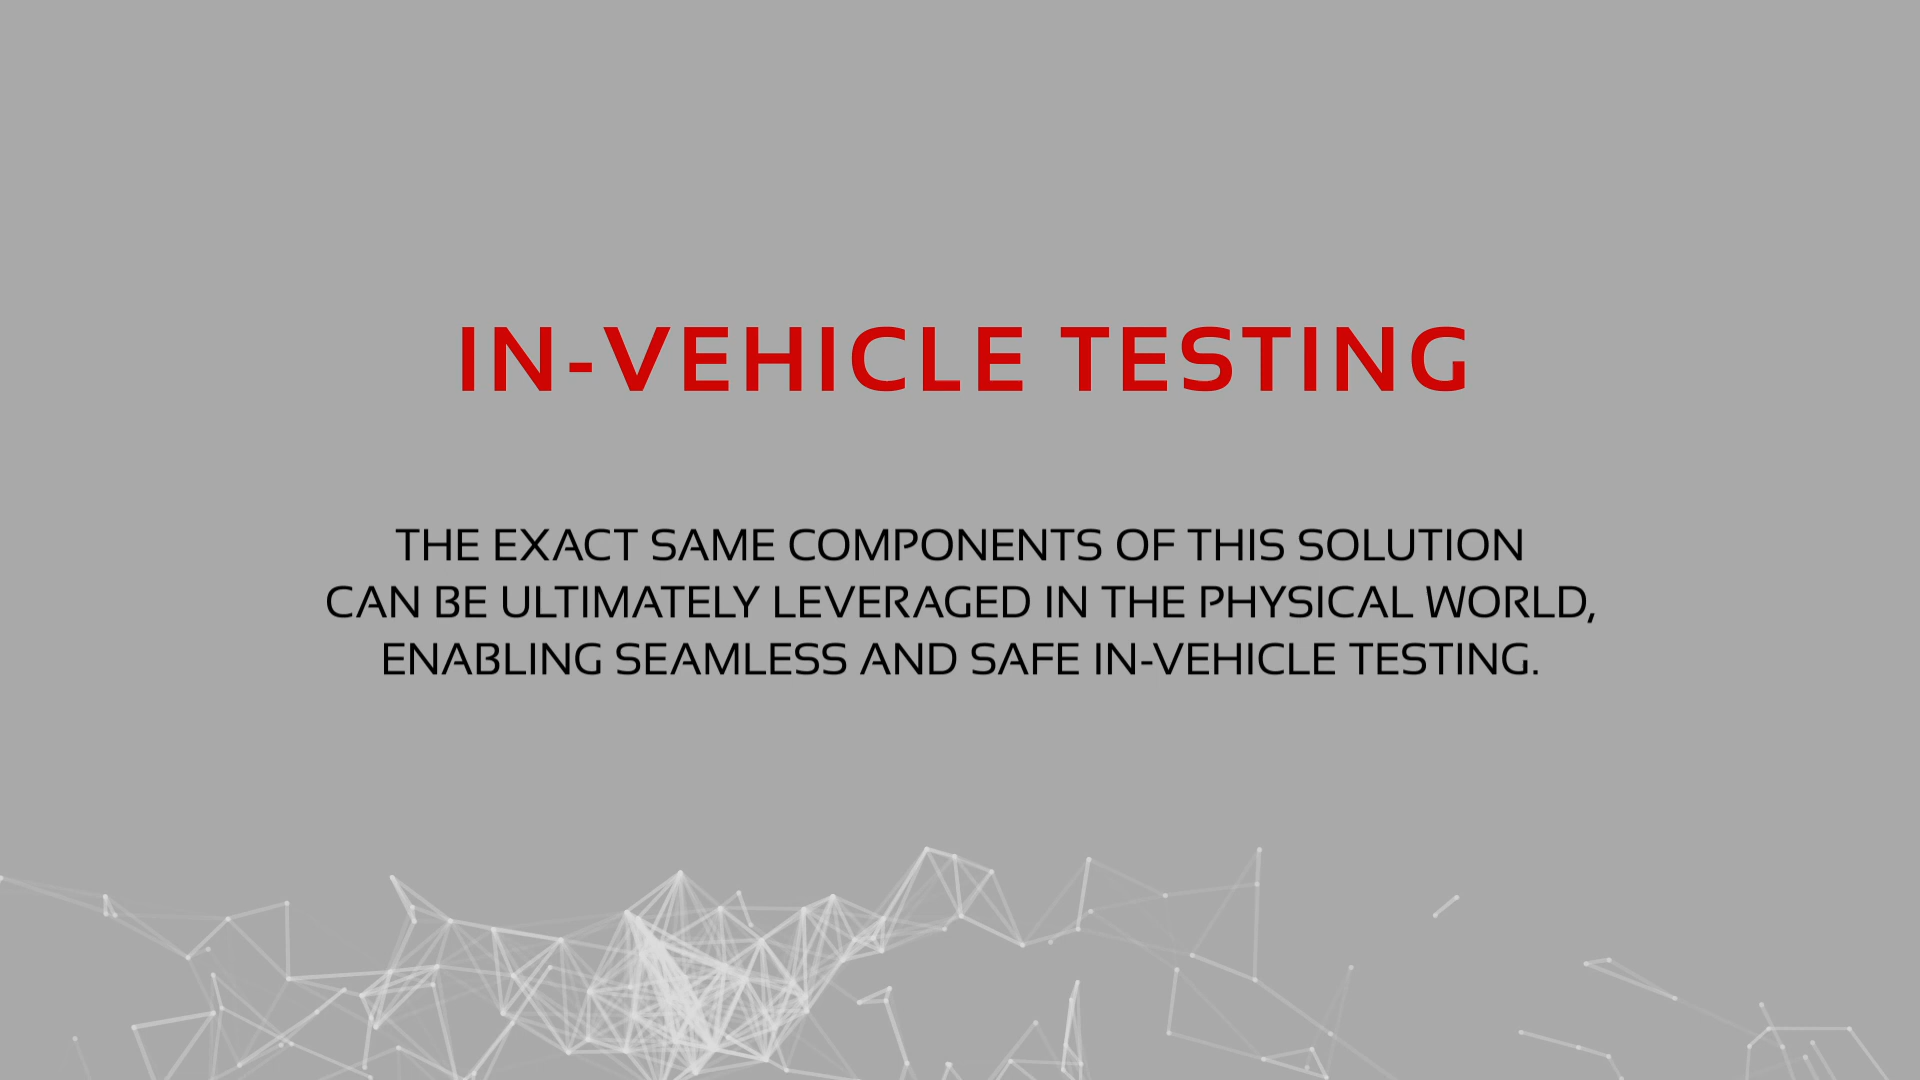 IN-VEHICLE TESTING
THE EXACT SAME COMPONENTS OF THIS SOLUTION
CAN BE ULTIMATELY LEVERAGED IN THE PHYSICAL WORLD,
ENABLING SEAMLESS AND SAFE IN-VEHICLE TESTING.